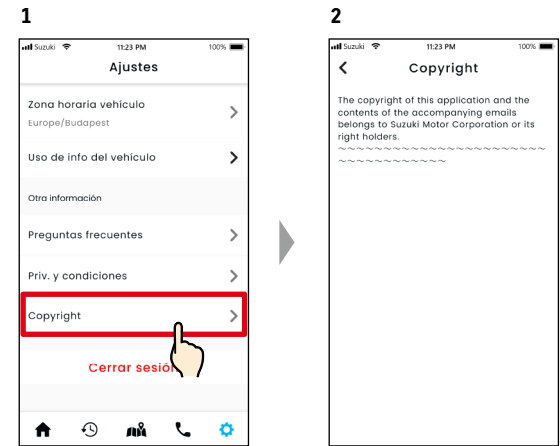 1
Suzuki 11:23 PM 100%
Ajustes
Zona horaria vehículo
Europe/Budapest
Uso de info del vehículo
Otra información
Preguntas frecuentes
Priv. y condiciones
Copyright
Cerrar sesión
2
Suzuki 11:23 PM 100%
Copyright
The copyright of this application and the
contents of the accompanying emails
belongs to Suzuki Motor Corporation or its
right holders.
~~~~~~~~~~~~~~~~~~~~~~~
~~~~~~~~~~~~